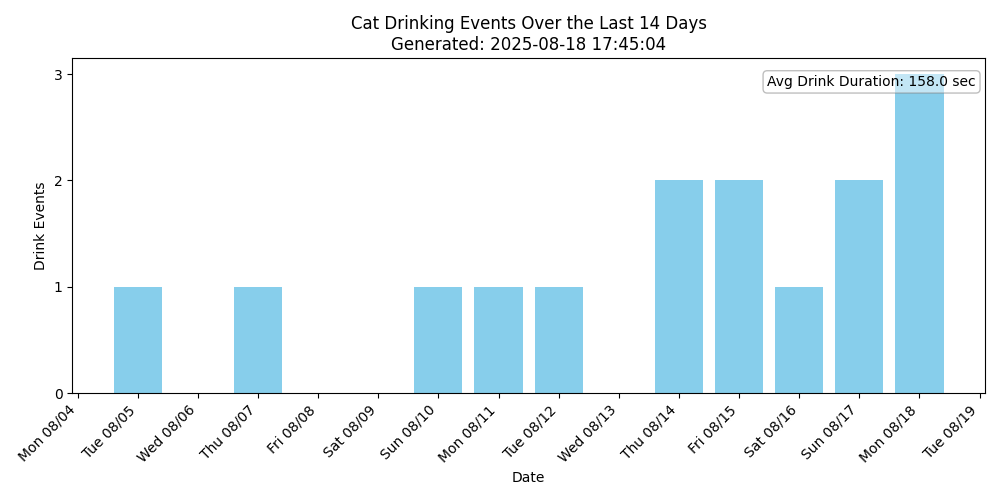 Cat Drinking Events Over the Last 14 Days
Generated: 2025-08-18 17:45:04
Avg Drink Duration: 158.0 sec
Drink Events
3
2
1
0
Mon 08/04
Tue 08/05
Wed 08/06
Thu 08/07
Fri 08/08
Sat 08/09
Sun 08/10
Mon 08/11
Tue 08/12
Wed 08/13
Thu 08/14
Fri 08/15
Sat 08/16
Sun 08/17
Mon 08/18
Tue 08/19
Date